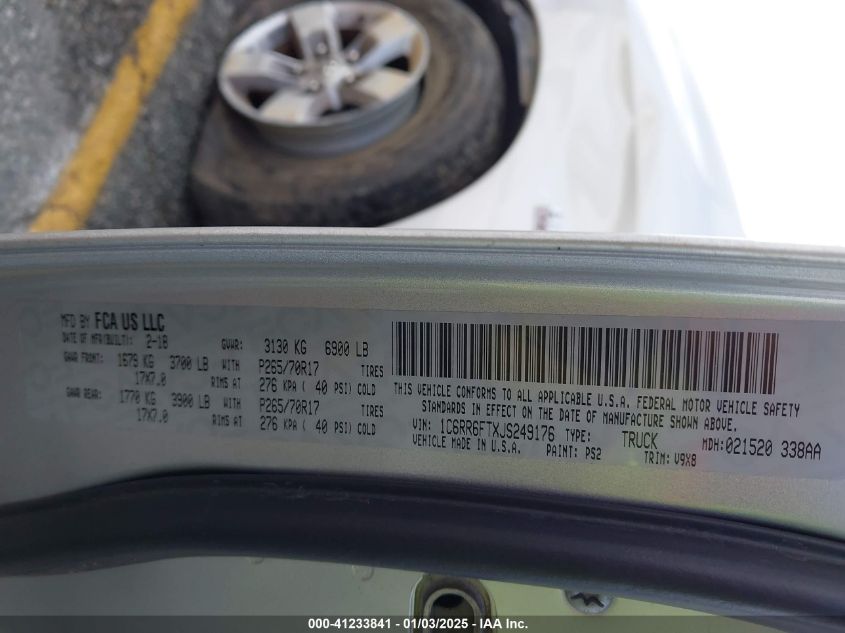 MFD BY FCA US LLC
DATE OF MFR(BUILT): 2-18 GVWR: 3130 KG 6900 LB
GAWR FRONT: 1679 KG 3700 LB WITH P265/70R17 TIRES
17X7.0 RIMS AT 276 KPA ( 40 PSI) COLD
GAWR REAR: 1770 KG 3900 LB WITH P265/70R17 TIRES
17X7.0 RIMS AT 276 KPA ( 40 PSI) COLD
THIS VEHICLE CONFORMS TO ALL APPLICABLE U.S.A. FEDERAL MOTOR VEHICLE SAFETY
STANDARDS IN EFFECT ON THE DATE OF MANUFACTURE SHOWN ABOVE.
VIN: 1C6RR6FTXJS249176 TYPE: TRUCK MDH:021520 338AA
VEHICLE MADE IN U.S.A. PAINT: PS2 TRIM: V9X8
000-41233841 - 01/03/2025 - IAA Inc.